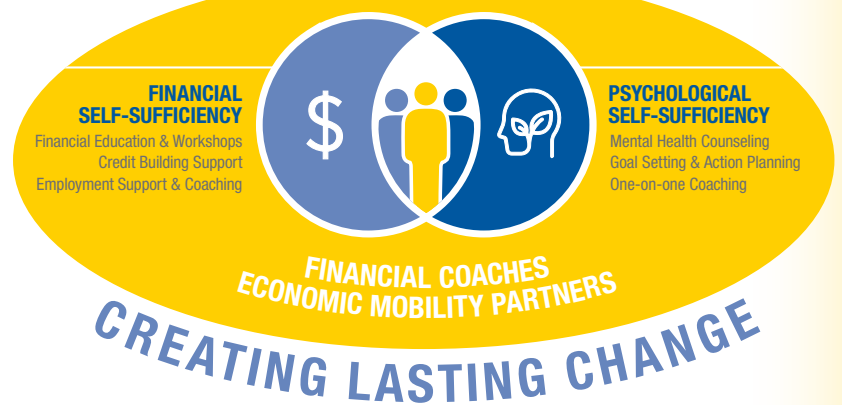 FINANCIAL
SELF-SUFFICIENCY
Financial Education & Workshops
Credit Building Support
Employment Support & Coaching
$
PSYCHOLOGICAL
SELF-SUFFICIENCY
Mental Health Counseling
Goal Setting & Action Planning
One-on-one Coaching
FINANCIAL COACHES
ECONOMIC MOBILITY PARTNERS
CREATING LASTING CHANGE